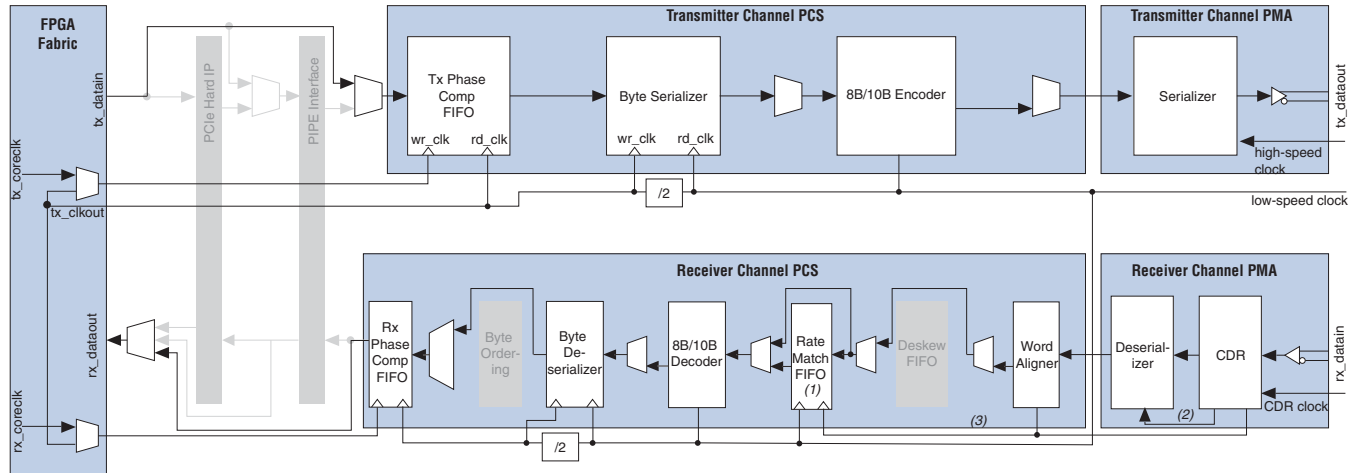 FPGA
Fabric
Transmitter Channel PCS
Transmitter Channel PMA
tx_datain
PCIe Hard IP
PIPE Interface
Tx Phase
Comp
FIFO
wr_clk
rd_clk
Byte Serializer
wr_clk
rd_clk
8B/10B Encoder
Serializer
tx_dataout
high-speed
clock
tx_coreclk
tx_clkout
/2
low-speed clock
Receiver Channel PCS
Receiver Channel PMA
rx_dataout
Rx
Phase
Comp
FIFO
Byte
Order-
ing
Byte
De-
serializer
8B/10B
Decoder
Rate
Match
FIFO
(1)
Deskew
FIFO
Word
Aligner
Deserial-
izer
CDR
rx_datain
CDR clock
(2)
(3)
rx_coreclk
/2